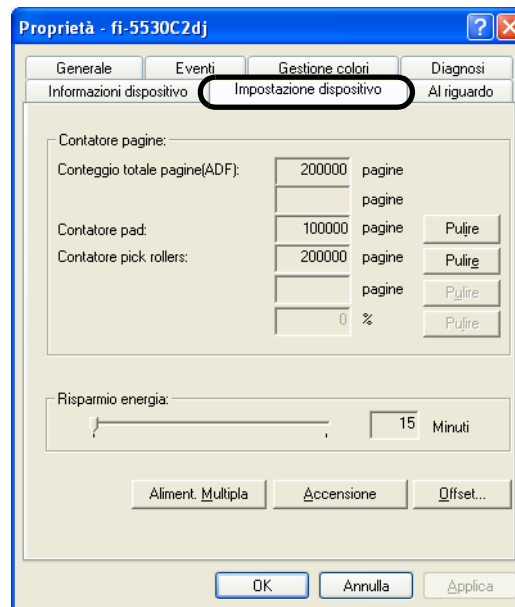 Proprietà - fi-5530C2dj
Generale Eventi Gestione colori Diagnosi
Informazioni dispositivo Impostazione dispositivo Al riguardo
Contatore pagine:
Conteggio totale pagine(ADF): 200000 pagine
pagine
Contatore pad: 100000 pagine Pulire
Contatore pick rollers: 200000 pagine Pulire
pagine Pulire
0 % Pulire
Risparmio energia:
15 Minuti
Aliment. Multipla Accensione Offset...
OK Annulla Applica